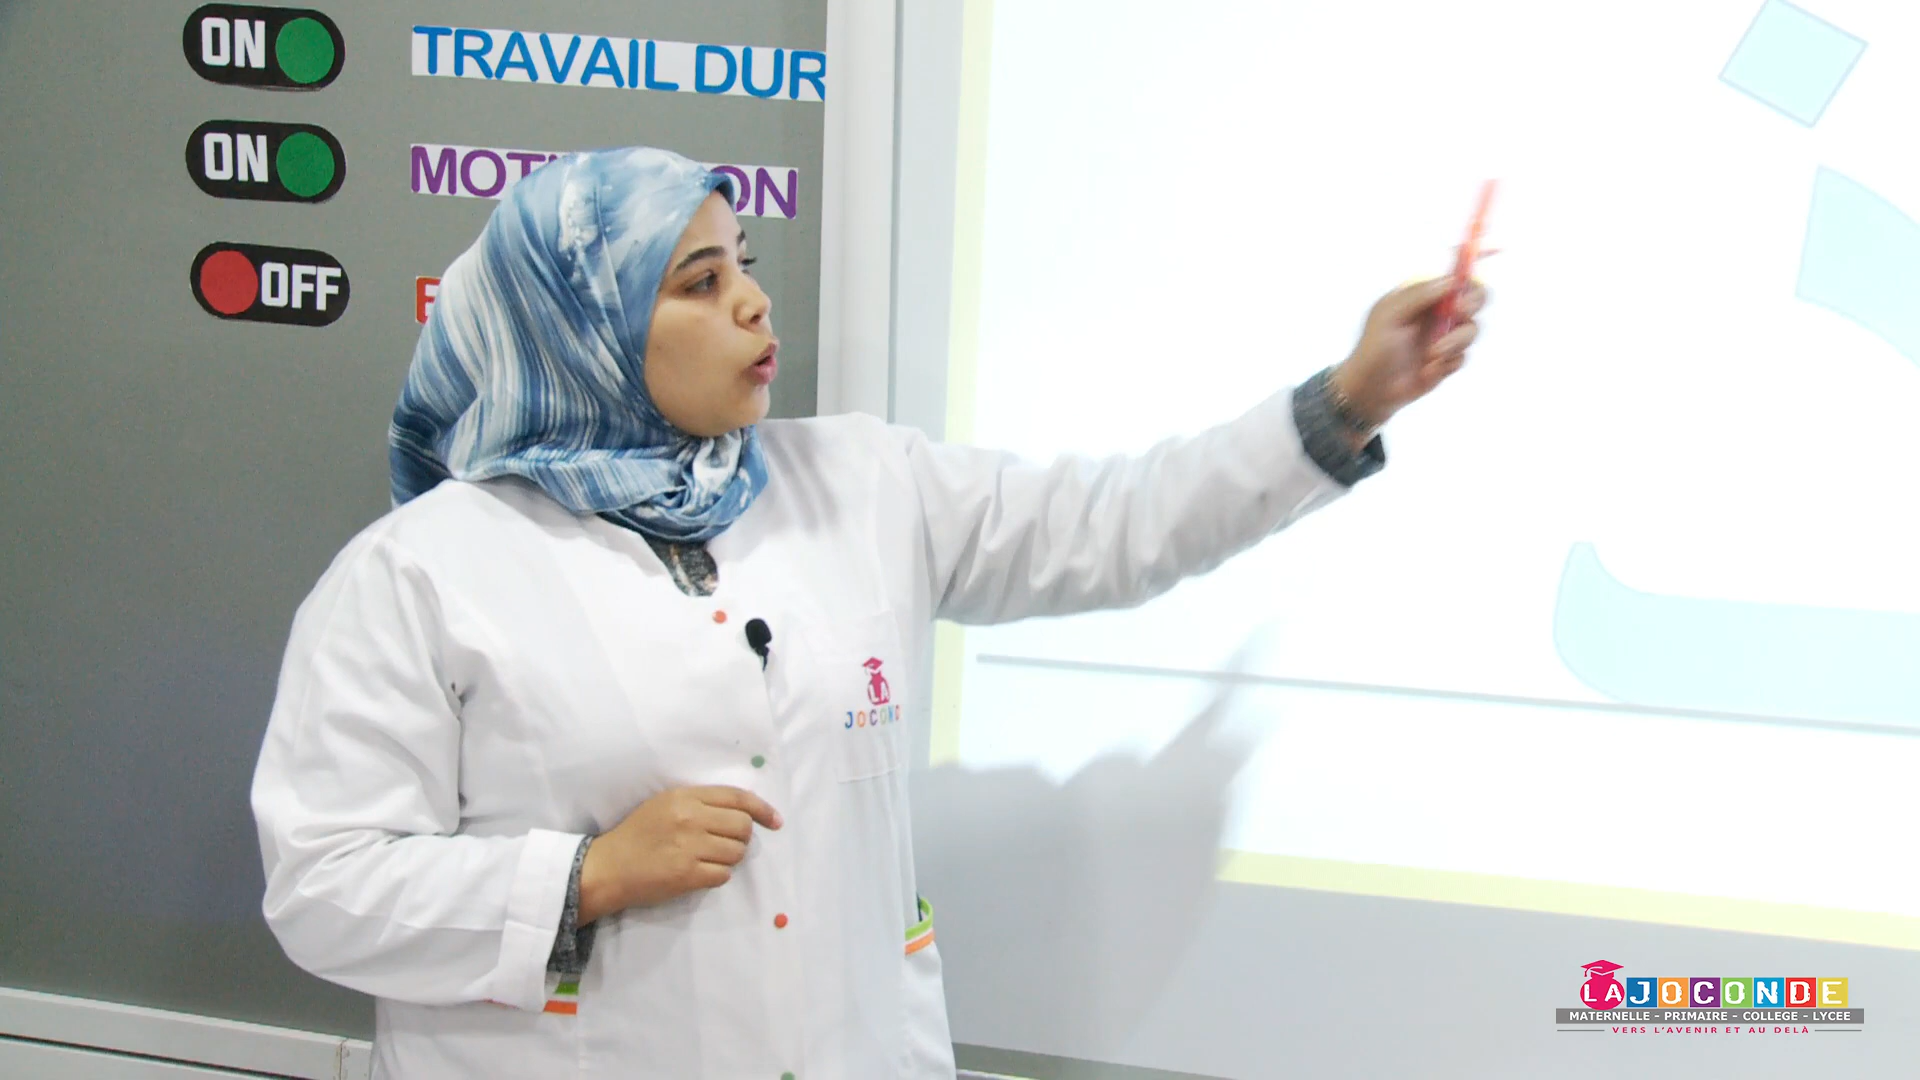 ON TRAVAIL DUR
ON
OFF
LA
JOCOND
LA JOCONDE
MATERNELLE - PRIMAIRE - COLLEGE - LYCEE
VERS L'AVENIR ET AU DELÀ